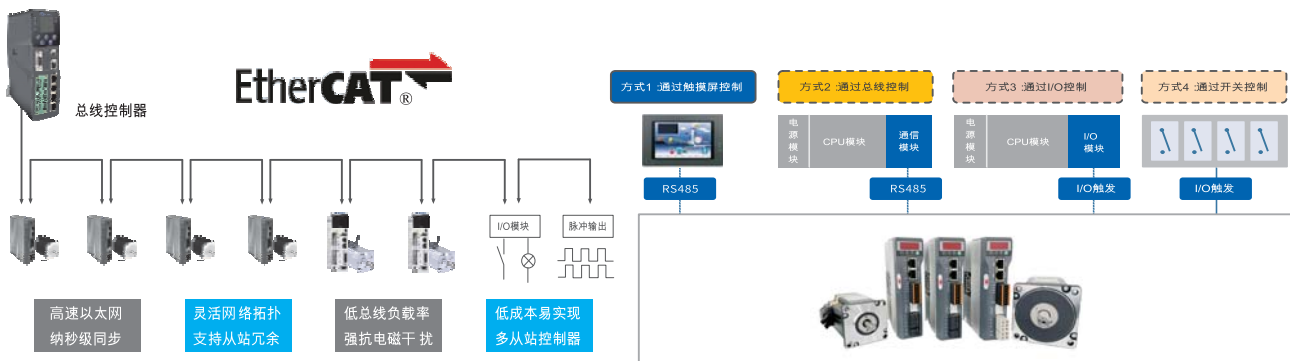 总线控制器
EtherCAT®
I/O模块
脉冲输出
高速以太网
纳秒级同步
灵活网络拓扑
支持从站冗余
低总线负载率
强抗电磁干扰
低成本易实现
多从站控制器
方式1:通过触摸屏控制
方式2:通过总线控制
方式3:通过I/O控制
方式4:通过开关控制
电源模块
CPU模块
通信模块
电源模块
CPU模块
I/O模块
RS485
RS485
I/O触发
I/O触发